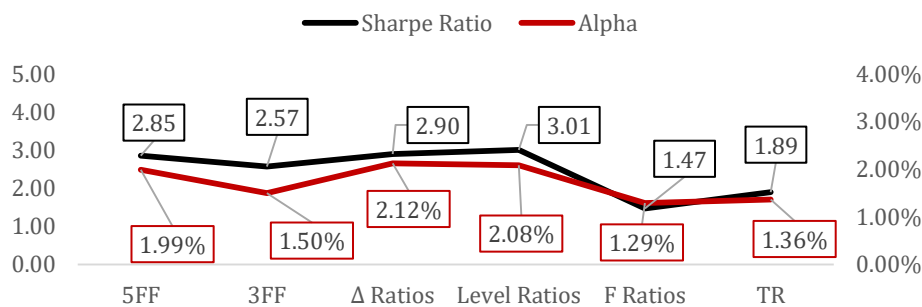 Sharpe Ratio Alpha
5.00 4.00%
4.00 3.00%
3.00 2.00%
2.00 1.00%
1.00 0.00%
0.00
2.85 2.57 2.90 3.01 1.47 1.89
1.99% 1.50% 2.12% 2.08% 1.29% 1.36%
5FF 3FF Δ Ratios Level Ratios F Ratios TR